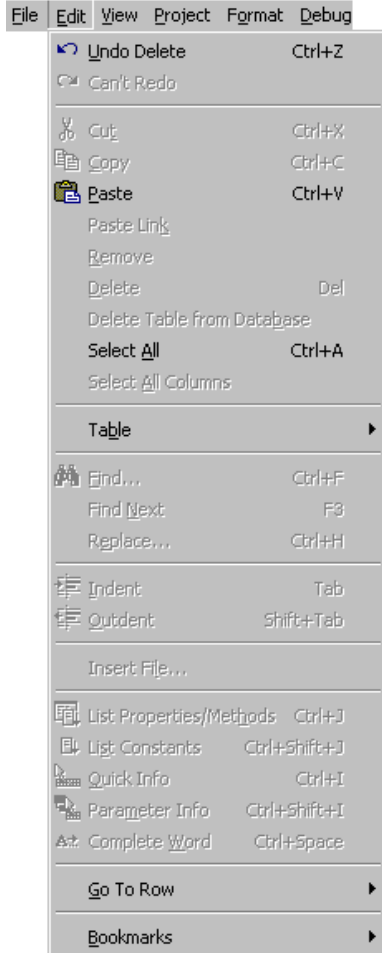 File Edit View Project Format Debug
Undo Delete Ctrl+Z
Can't Redo
Cut Ctrl+X
Copy Ctrl+C
Paste Ctrl+V
Paste Link
Remove
Delete Del
Delete Table from Database
Select All Ctrl+A
Select All Columns
Table
Find... Ctrl+F
Find Next F3
Replace... Ctrl+H
Indent Tab
Outdent Shift+Tab
Insert File...
List Properties/Methods Ctrl+J
List Constants Ctrl+Shift+J
Quick Info Ctrl+I
Parameter Info Ctrl+Shift+I
Complete Word Ctrl+Space
Go To Row
Bookmarks